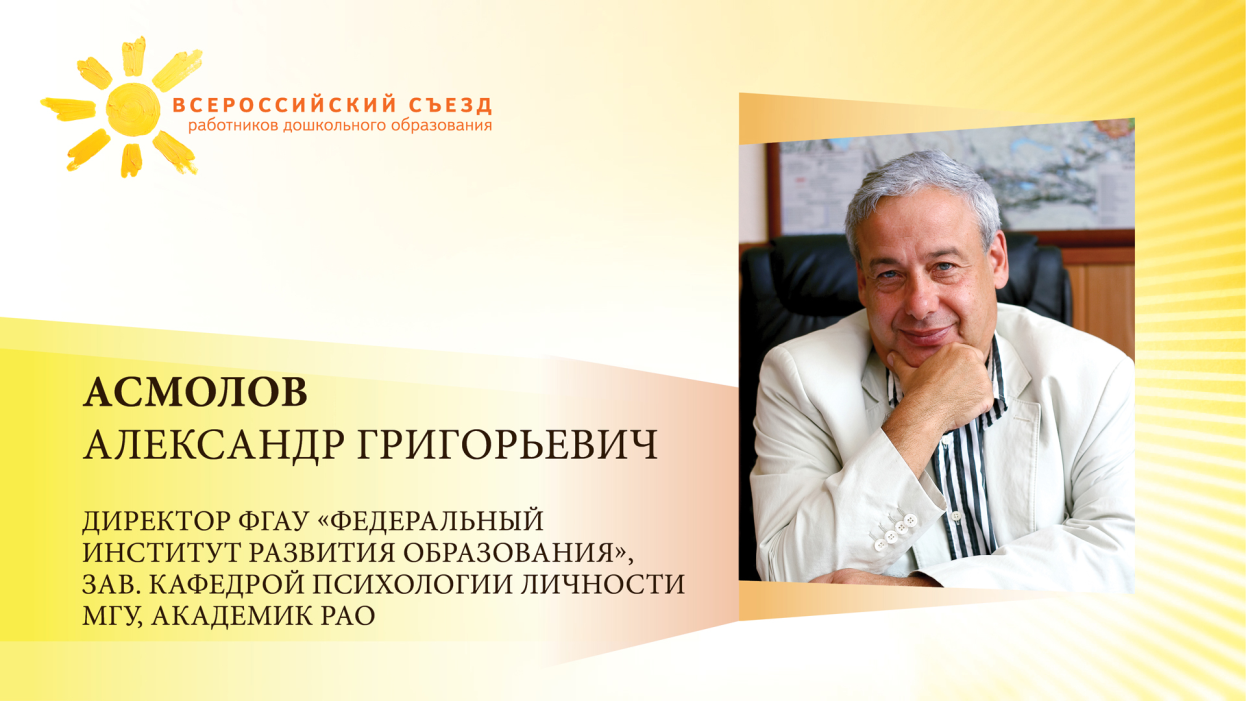 ВСЕРОССИЙСКИЙ СЪЕЗД
работников дошкольного образования
АСМОЛОВ
АЛЕКСАНДР ГРИГОРЬЕВИЧ
ДИРЕКТОР ФГАУ «ФЕДЕРАЛЬНЫЙ
ИНСТИТУТ РАЗВИТИЯ ОБРАЗОВАНИЯ»,
ЗАВ. КАФЕДРОЙ ПСИХОЛОГИИ ЛИЧНОСТИ
МГУ, АКАДЕМИК РАО